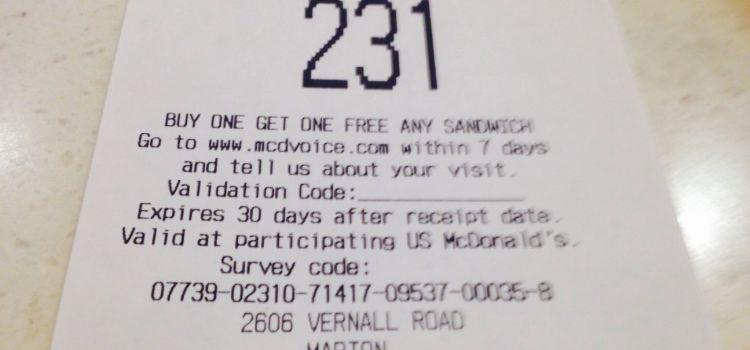 231
BUY ONE GET ONE FREE ANY SANDWICH
Go to www.mcdvoice.com within 7 days
and tell us about your visit.
Validation Code:_______________
Expires 30 days after receipt date.
Valid at participating US McDonald's.
Survey code:
07739-02310-71417-09537-00035-8
2606 VERNALL ROAD